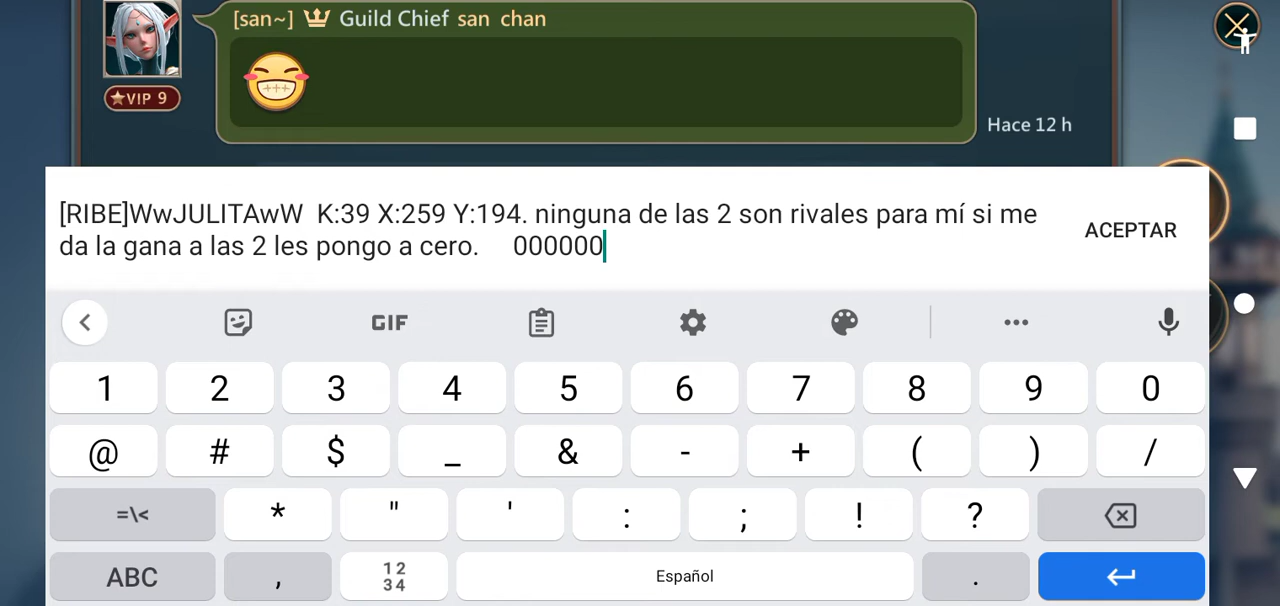 [san~] Guild Chief san chan
VIP 9
Hace 12 h
[RIBE]WwJULITAwW K:39 X:259 Y:194. ninguna de las 2 son rivales para mí si me
da la gana a las 2 les pongo a cero. 000000
ACEPTAR
GIF
1 2 3 4 5 6 7 8 9 0
@ # $ _ & - + ( ) /
=\< * " ' : ; ! ?
ABC , 12 34 Español .